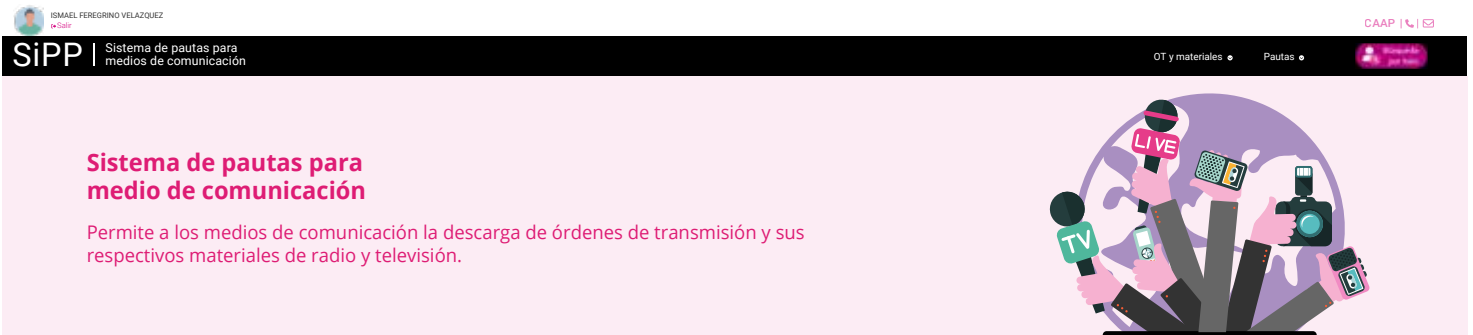 ISMAEL FEREGRINO VELAZQUEZ
Salir
CAAP | |
SiPP | Sistema de pautas para
medios de comunicación
OT y materiales
Pautas
Sistema de pautas para
medio de comunicación
Permite a los medios de comunicación la descarga de órdenes de transmisión y sus
respectivos materiales de radio y televisión.
LIVE
TV